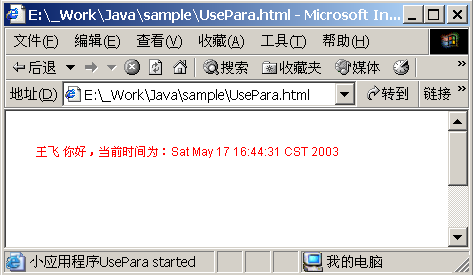 E:\_Work\Java\sample\UsePara.html - Microsoft In...
文件(F) 编辑(E) 查看(V) 收藏(A) 工具(T) 帮助(H)
后退 搜索 收藏夹 媒体 »
地址(D) E:\_Work\Java\sample\UsePara.html 转到 链接 »
王飞 你好，当前时间为：Sat May 17 16:44:31 CST 2003
小应用程序UsePara started 我的电脑